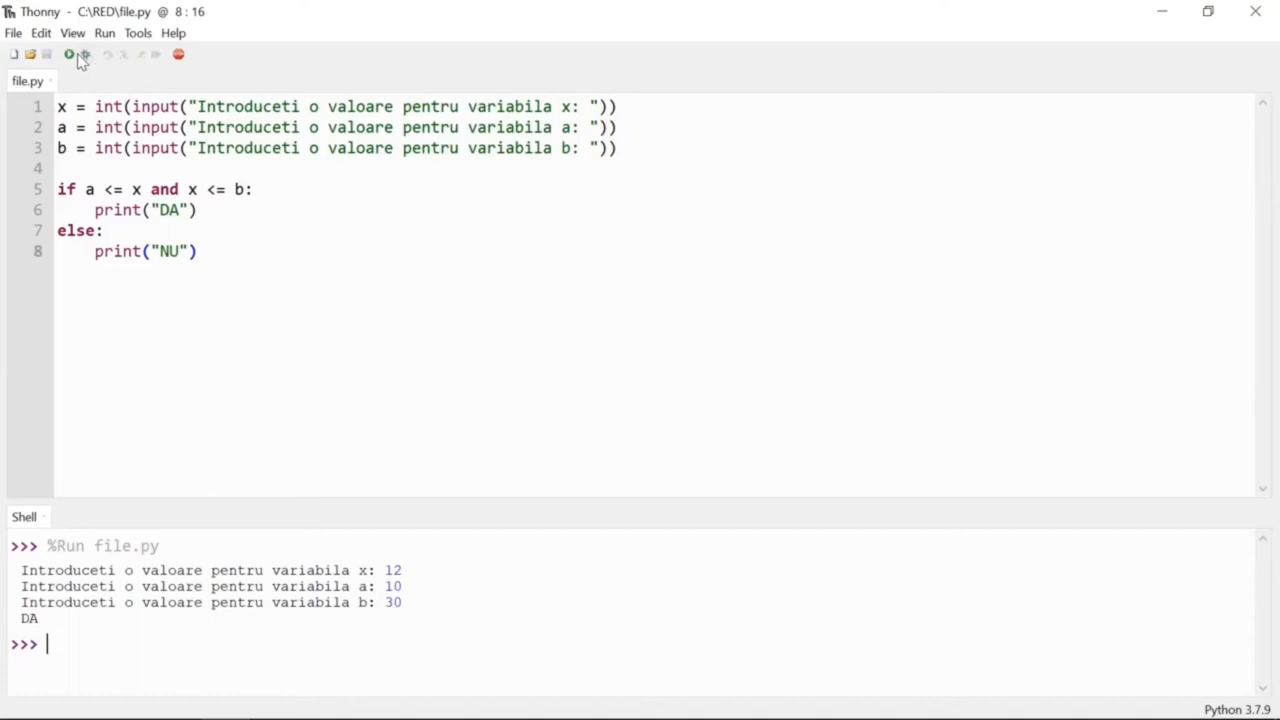 Thonny - C:\RED\file.py @ 8 : 16
File Edit View Run Tools Help
file.py
1 x = int(input("Introduceti o valoare pentru variabila x: "))
2 a = int(input("Introduceti o valoare pentru variabila a: "))
3 b = int(input("Introduceti o valoare pentru variabila b: "))
4
5 if a <= x and x <= b:
6     print("DA")
7 else:
8     print("NU")
Shell
>>> %Run file.py
Introduceti o valoare pentru variabila x: 12
Introduceti o valoare pentru variabila a: 10
Introduceti o valoare pentru variabila b: 30
DA
>>>
Python 3.7.9